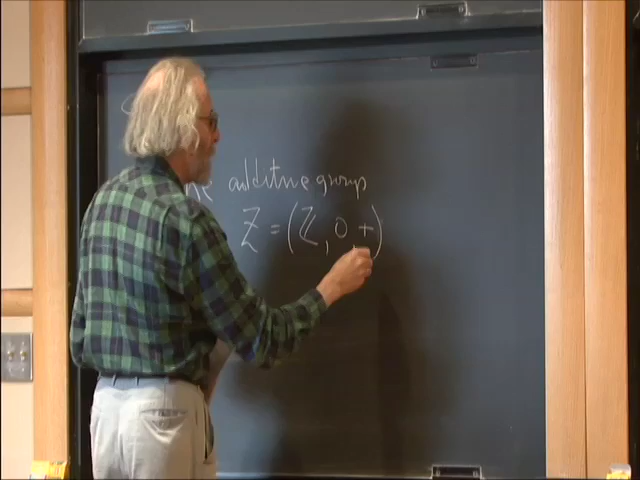 additive group
Z = (ℤ, 0 +)